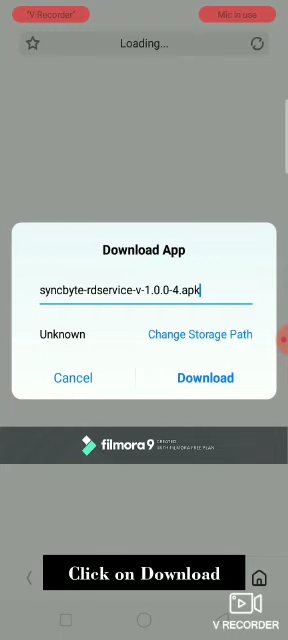 "V Recorder"
Mic in use
Loading...
Download App
syncbyte-rdservice-v-1.0.0-4.apk
Unknown
Change Storage Path
Cancel
Download
filmora9
CREATED
WITH FILMORA FREE PLAN
Click on Download
V RECORDER